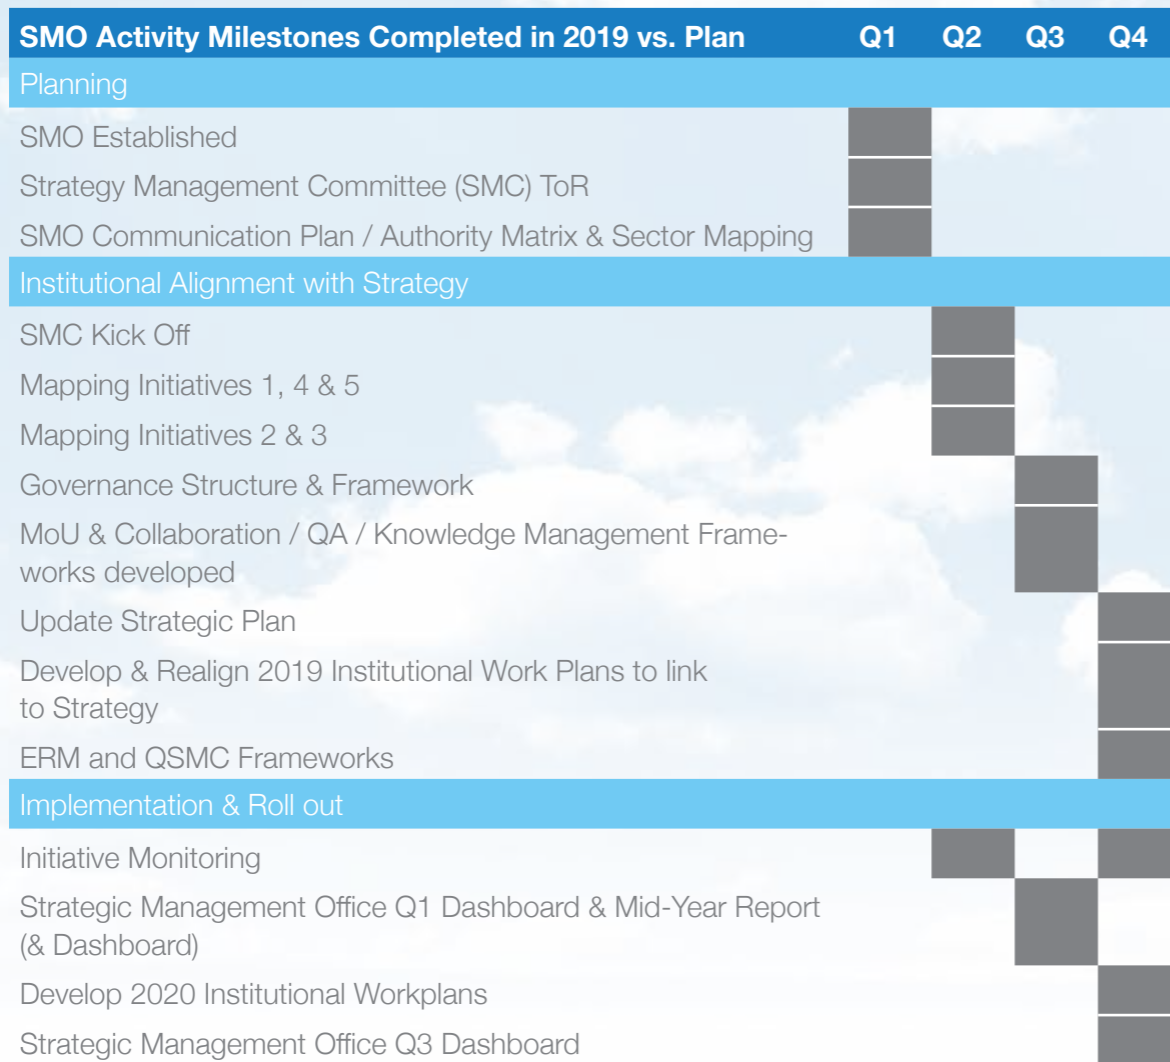 SMO Activity Milestones Completed in 2019 vs. Plan Q1 Q2 Q3 Q4
Planning
SMO Established
Strategy Management Committee (SMC) ToR
SMO Communication Plan / Authority Matrix & Sector Mapping
Institutional Alignment with Strategy
SMC Kick Off
Mapping Initiatives 1, 4 & 5
Mapping Initiatives 2 & 3
Governance Structure & Framework
MoU & Collaboration / QA / Knowledge Management Frame-
works developed
Update Strategic Plan
Develop & Realign 2019 Institutional Work Plans to link
to Strategy
ERM and QSMC Frameworks
Implementation & Roll out
Initiative Monitoring
Strategic Management Office Q1 Dashboard & Mid-Year Report
(& Dashboard)
Develop 2020 Institutional Workplans
Strategic Management Office Q3 Dashboard